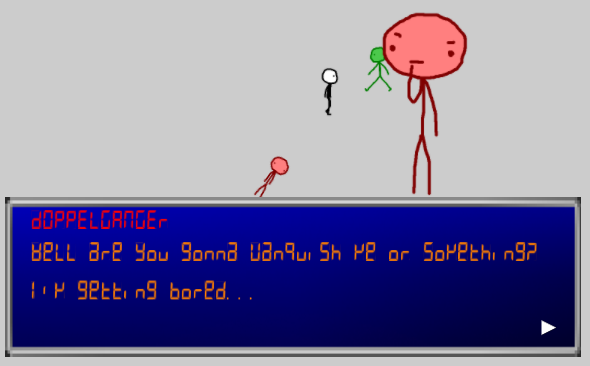 dOPPELGANGEr
WELL are you gonna Vanquish ME or SoMEthing?
I'M gEtting borEd...